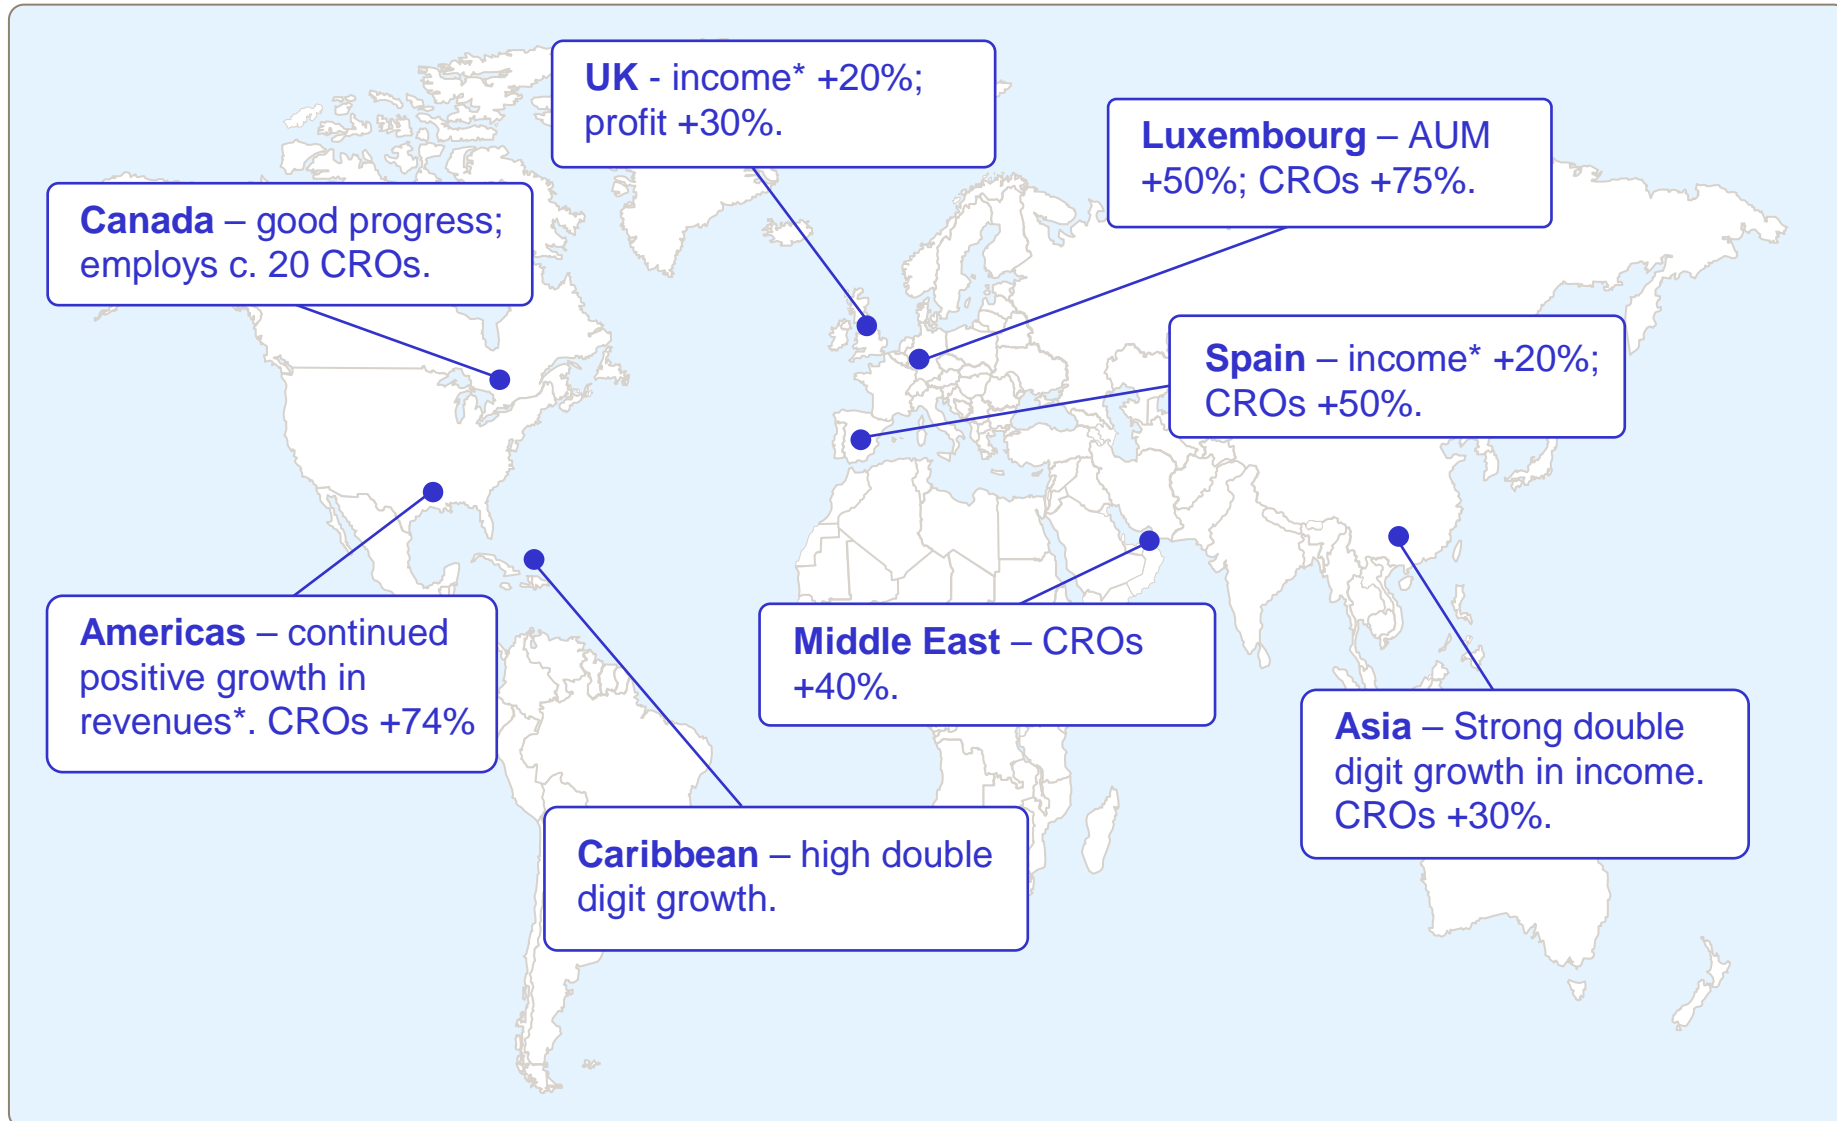 UK - income* +20%;
profit +30%.
Luxembourg – AUM
+50%; CROs +75%.
Canada – good progress;
employs c. 20 CROs.
Spain – income* +20%;
CROs +50%.
Americas – continued
positive growth in
revenues*. CROs +74%
Middle East – CROs
+40%.
Asia – Strong double
digit growth in income.
CROs +30%.
Caribbean – high double
digit growth.